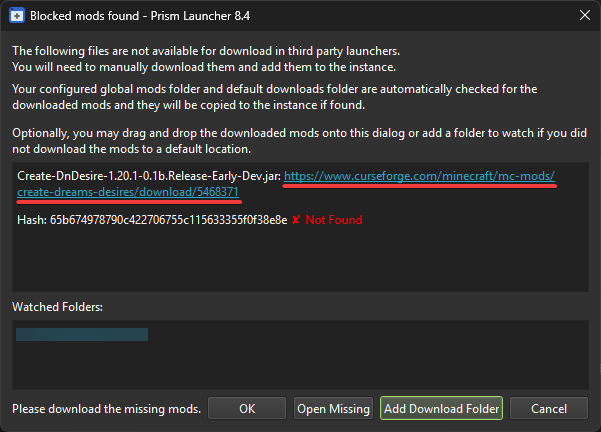 Blocked mods found - Prism Launcher 8.4
The following files are not available for download in third party launchers.
You will need to manually download them and add them to the instance.
Your configured global mods folder and default downloads folder are automatically checked for the
downloaded mods and they will be copied to the instance if found.
Optionally, you may drag and drop the downloaded mods onto this dialog or add a folder to watch if you did
not download the mods to a default location.
Create-DnDesire-1.20.1-0.1b.Release-Early-Dev.jar: https://www.curseforge.com/minecraft/mc-mods/
create-dreams-desires/download/5468371
Hash: 65b674978790c422706755c115633355f0f38e8e ✘ Not Found
Watched Folders:
Please download the missing mods. OK Open Missing Add Download Folder Cancel